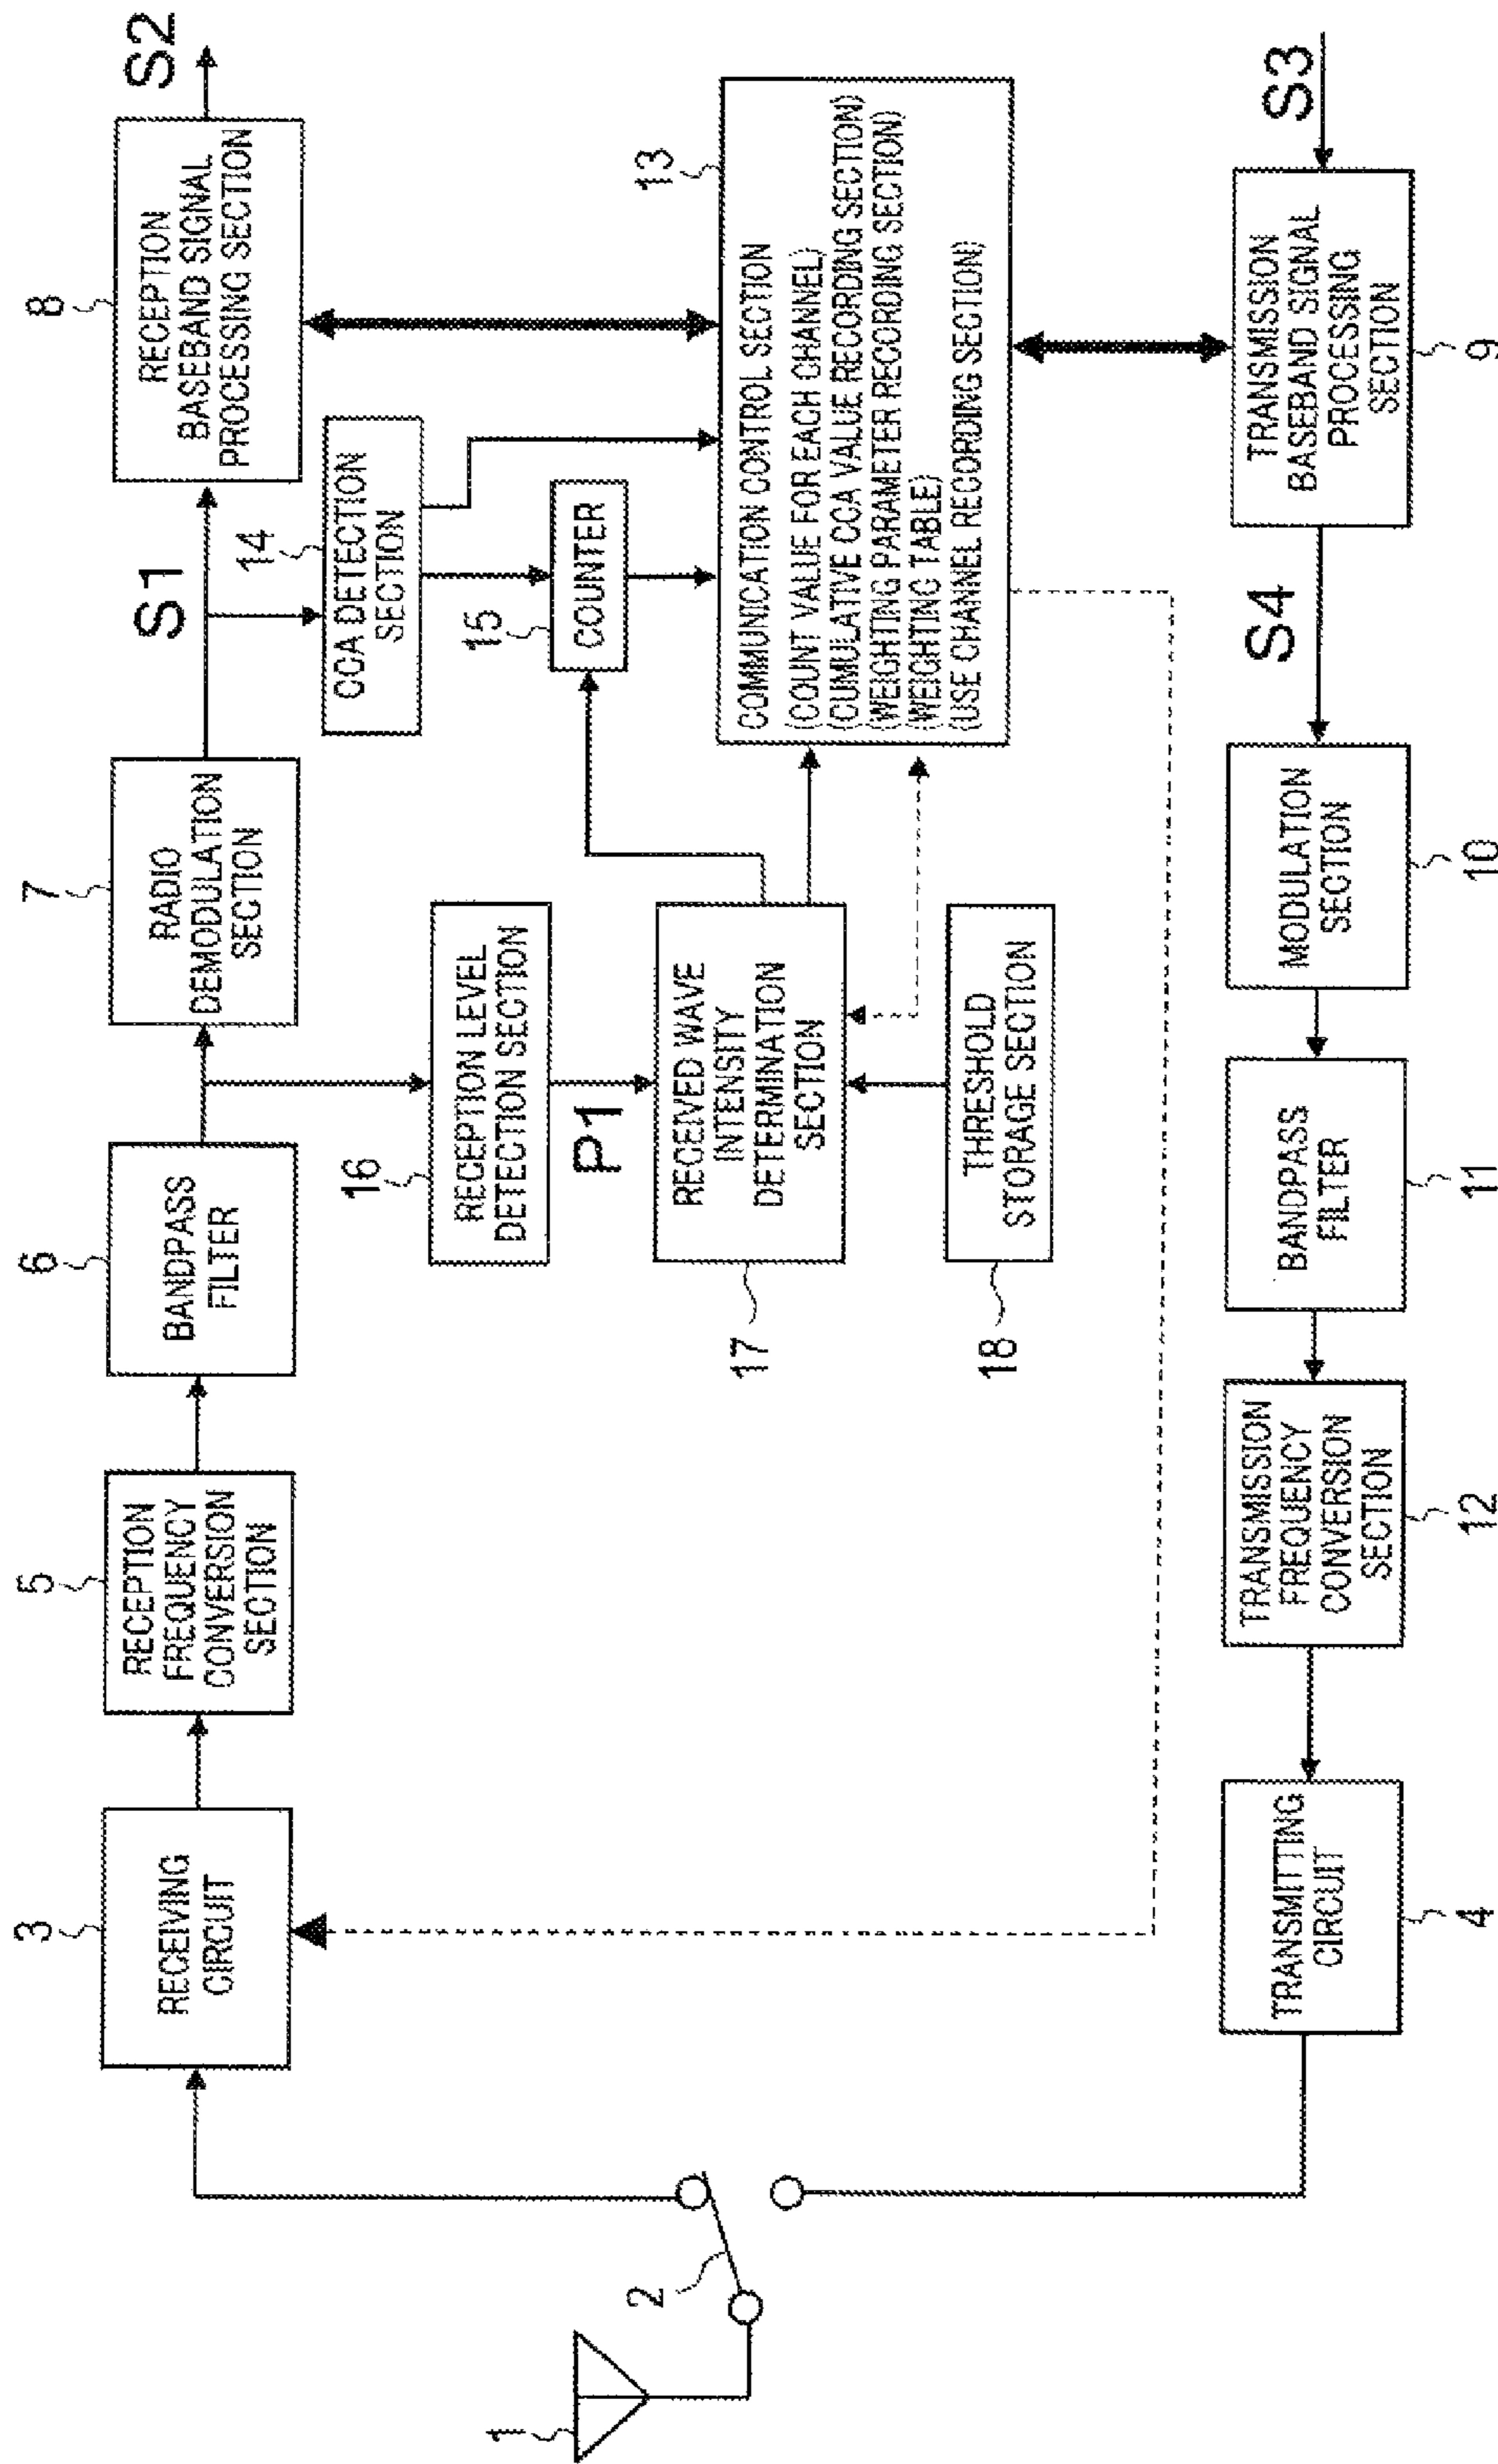 1
2
3
RECEIVING
CIRCUIT
5
RECEPTION
FREQUENCY
CONVERSION
SECTION
6
BANDPASS
FILTER
7
RADIO
DEMODULATION
SECTION
S1
8
RECEPTION
BASEBAND SIGNAL
PROCESSING SECTION
S2
14
CCA DETECTION
SECTION
15
COUNTER
16
RECEPTION LEVEL
DETECTION SECTION
P1
RECEIVED WAVE
INTENSITY
DETERMINATION
SECTION
17
THRESHOLD
STORAGE SECTION
18
13
COMMUNICATION CONTROL SECTION
(COUNT VALUE FOR EACH CHANNEL)
(CUMULATIVE CCA VALUE RECORDING SECTION)
(WEIGHTING PARAMETER RECORDING SECTION)
(WEIGHTING TABLE)
(USE CHANNEL RECORDING SECTION)
TRANSMITTING
CIRCUIT
4
TRANSMISSION
FREQUENCY
CONVERSION
SECTION
12
BANDPASS
FILTER
11
MODULATION
SECTION
10
S4
TRANSMISSION
BASEBAND SIGNAL
PROCESSING
SECTION
9
S3